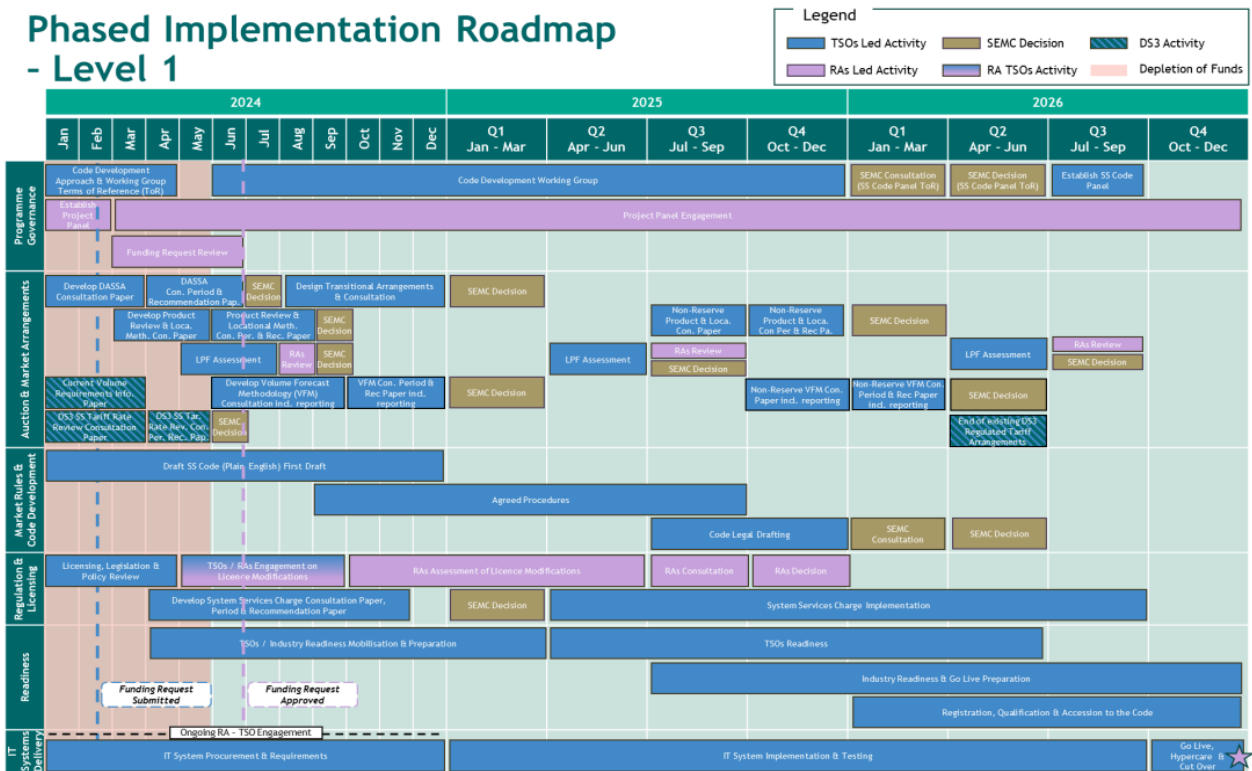 Phased Implementation Roadmap
- Level 1
Legend
TSOs Led Activity
SEMC Decision
DS3 Activity
RAs Led Activity
RA TSOs Activity
Depletion of Funds
2024
2025
2026
Jan
Feb
Mar
Apr
May
Jun
Jul
Aug
Sep
Oct
Nov
Dec
Q1
Jan - Mar
Q2
Apr - Jun
Q3
Jul - Sep
Q4
Oct - Dec
Q1
Jan - Mar
Q2
Apr - Jun
Q3
Jul - Sep
Q4
Oct - Dec
Programme
Governance
Code Development
Approach & Working Group
Terms of Reference (ToR)
Code Development Working Group
SEMC Consultation
(SS Code Panel ToR)
SEMC Decision
(SS Code Panel ToR)
Establish SS Code
Panel
Establish
Project
Panel
Project Panel Engagement
Funding Request Review
Auction & Market Arrangements
Develop DASSA
Consultation Paper
DASSA
Con. Period &
Recommendation Pap.
SEMC
Decision
Design Transitional Arrangements
& Consultation
SEMC Decision
Develop Product
Review & Loca.
Meth. Con. Paper
Product Review &
Locational Meth.
Con. Per. & Rec. Paper
SEMC
Decision
Non-Reserve
Product & Loca.
Con. Paper
Non-Reserve
Product & Loca.
Con Per & Rec Pa.
SEMC Decision
LPF Assessment
RAs
Review
SEMC
Decision
LPF Assessment
RAs Review
SEMC Decision
LPF Assessment
RAs Review
SEMC Decision
Current Volume
Requirements Info.
Paper
Develop Volume Forecast
Methodology (VFM)
Consultation incl. reporting
VFM Con. Period &
Rec Paper incl.
reporting
SEMC Decision
Non-Reserve VFM Con.
Paper incl. reporting
Non-Reserve VFM Con.
Period & Rec Paper
incl. reporting
SEMC Decision
DS3 SS Tariff Rate
Review Consultation
Paper
DS3 SS Tar.
Rate Rev. Con.
Per. Rec. Pap.
SEMC
Decision
End of existing DS3
Regulated Tariff
Arrangements
Market Rules &
Code Development
Draft SS Code (Plain English) First Draft
Agreed Procedures
Code Legal Drafting
SEMC
Consultation
SEMC Decision
Regulation &
Licensing
Licensing, Legislation &
Policy Review
TSOs / RAs Engagement on
Licence Modifications
RAs Assessment of Licence Modifications
RAs Consultation
RAs Decision
Develop System Services Charge Consultation Paper,
Period & Recommendation Paper
SEMC Decision
System Services Charge Implementation
Readiness
TSOs / Industry Readiness Mobilisation & Preparation
TSOs Readiness
Industry Readiness & Go Live Preparation
Funding Request
Submitted
Funding Request
Approved
Registration, Qualification & Accession to the Code
IT
Systems
Delivery
Ongoing RA - TSO Engagement
IT System Procurement & Requirements
IT System Implementation & Testing
Go Live,
Hypercare &
Cut Over